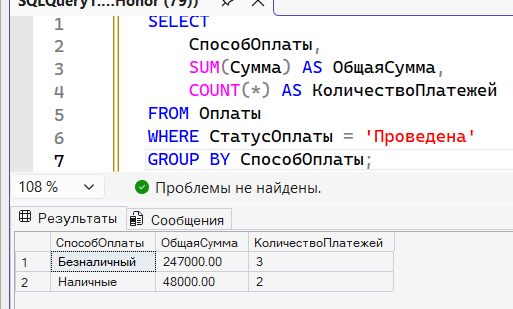 SQLQuery1....Honor (79))
SELECT
СпособОплаты,
3 SUM(Сумма) AS ОбщаяСумма,
4 COUNT(*) AS КоличествоПлатежей
5 FROM Оплаты
6 WHERE СтатусОплаты = 'Проведена'
7 GROUP BY СпособОплаты;
108 % Проблемы не найдены.
Результаты Сообщения
СпособОплаты ОбщаяСумма КоличествоПлатежей
1 Безналичный 247000.00 3
2 Наличные 48000.00 2